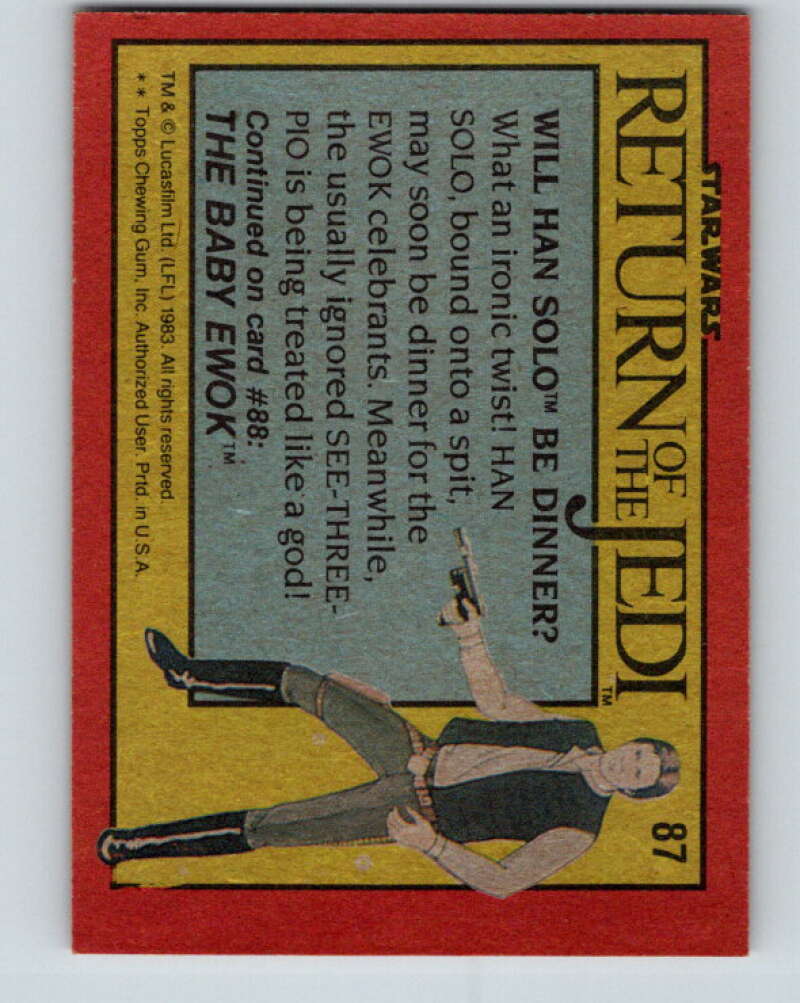 STAR WARS
RETURN OF THE JEDI™
87
WILL HAN SOLO™ BE DINNER?
What an ironic twist! HAN
SOLO, bound onto a spit,
may soon be dinner for the
EWOK celebrants. Meanwhile,
the usually ignored SEE-THREE-
PIO is being treated like a god!
Continued on card #88:
THE BABY EWOK™
TM & © Lucasfilm Ltd. (LFL) 1983. All rights reserved.
** Topps Chewing Gum, Inc. Authorized User. Prtd. in U.S.A.